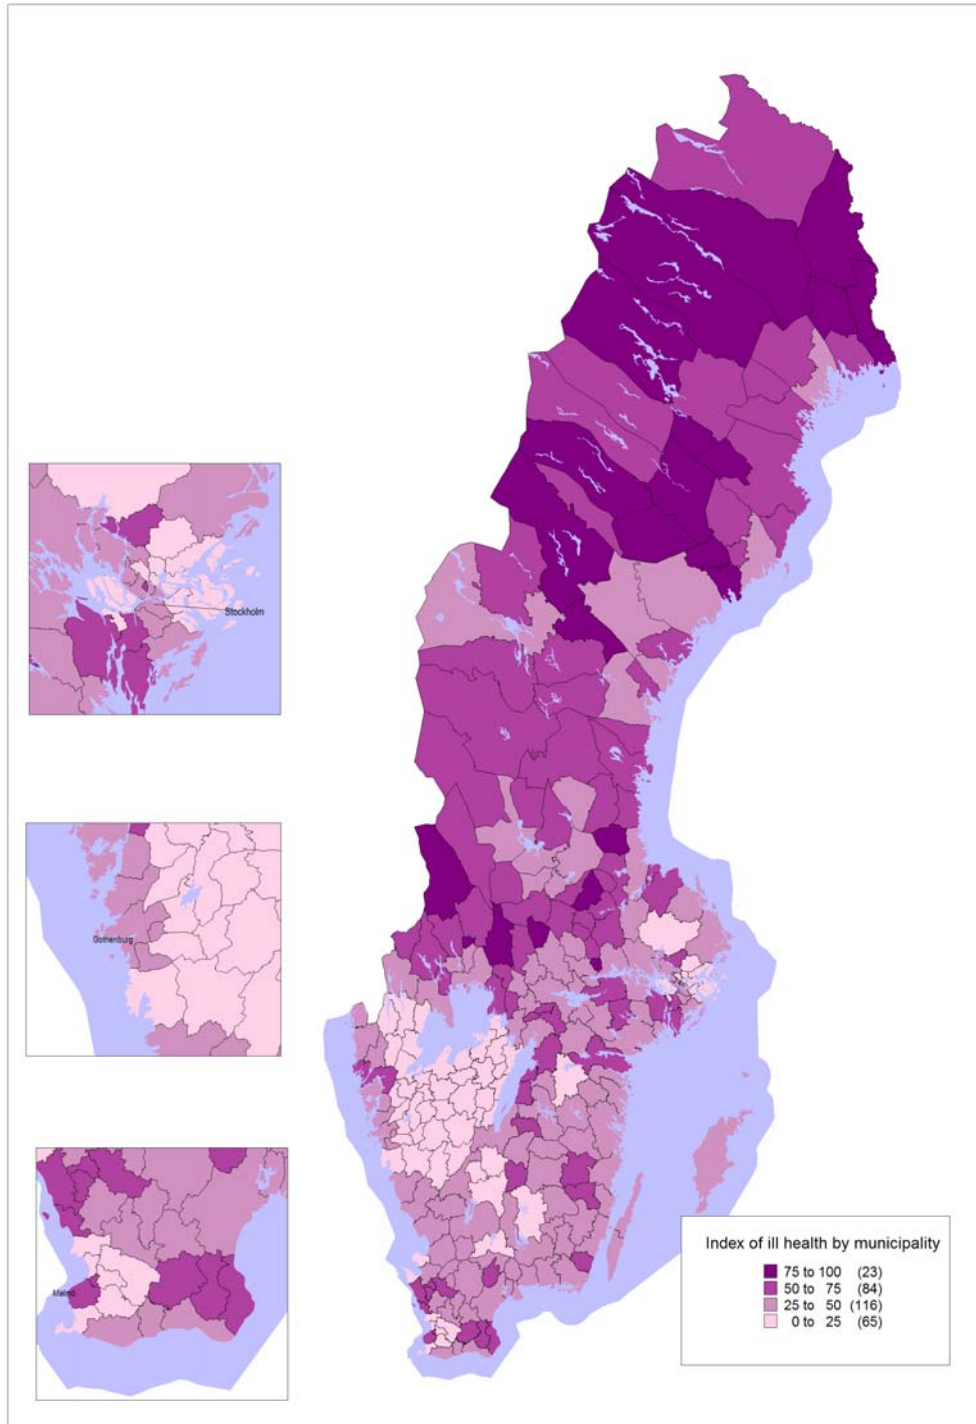 Stockholm
Gothenburg
Malmö
Index of ill health by municipality
75 to 100 (23)
50 to 75 (84)
25 to 50 (116)
0 to 25 (65)